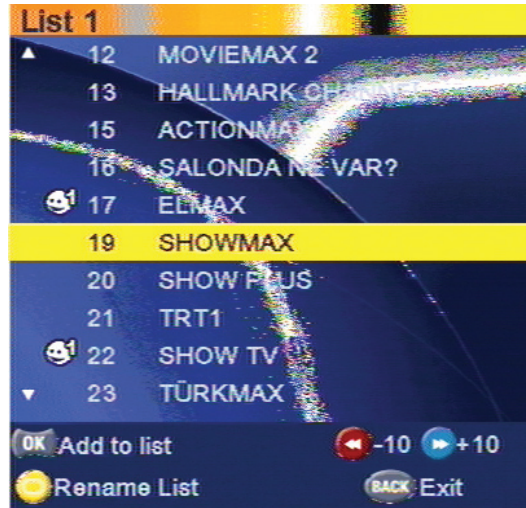 List 1
12 MOVIEMAX 2
13 HALLMARK CHANNEL
15 ACTIONMAX
16 SALONDA NE VAR?
1 17 ELMAX
19 SHOWMAX
20 SHOW PLUS
21 TRT1
1 22 SHOW TV
23 TÜRKMAX
OK Add to list -10 +10
Rename List BACK Exit